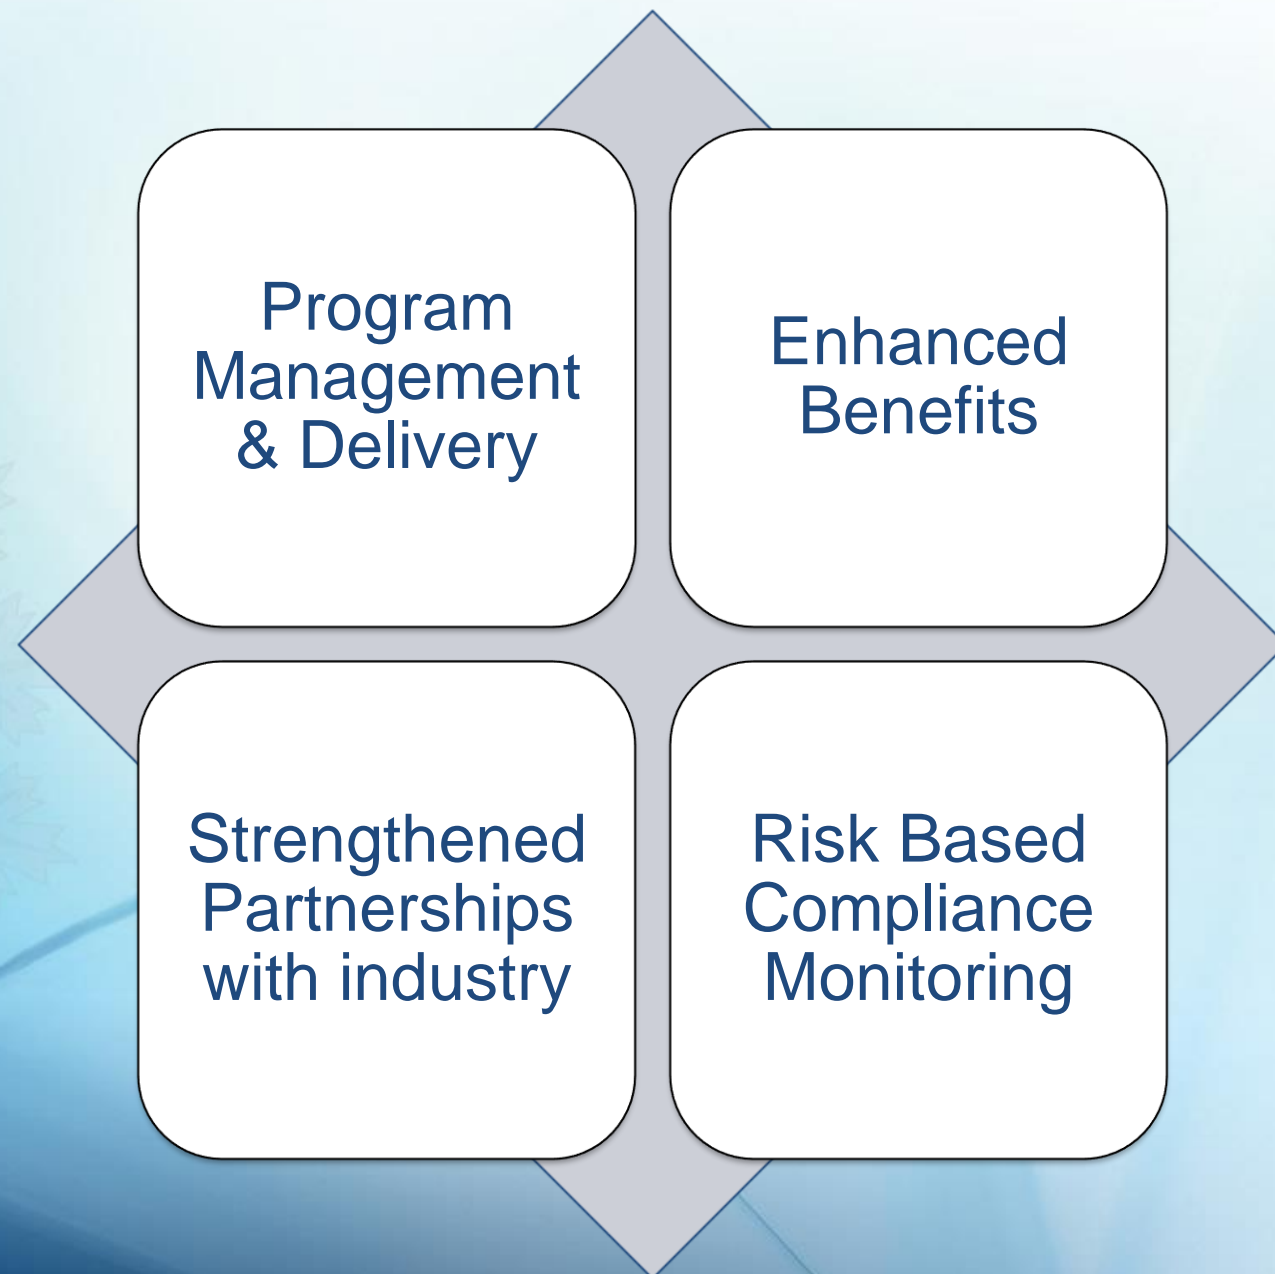 Program
Management
& Delivery
Enhanced
Benefits
Strengthened
Partnerships
with industry
Risk Based
Compliance
Monitoring